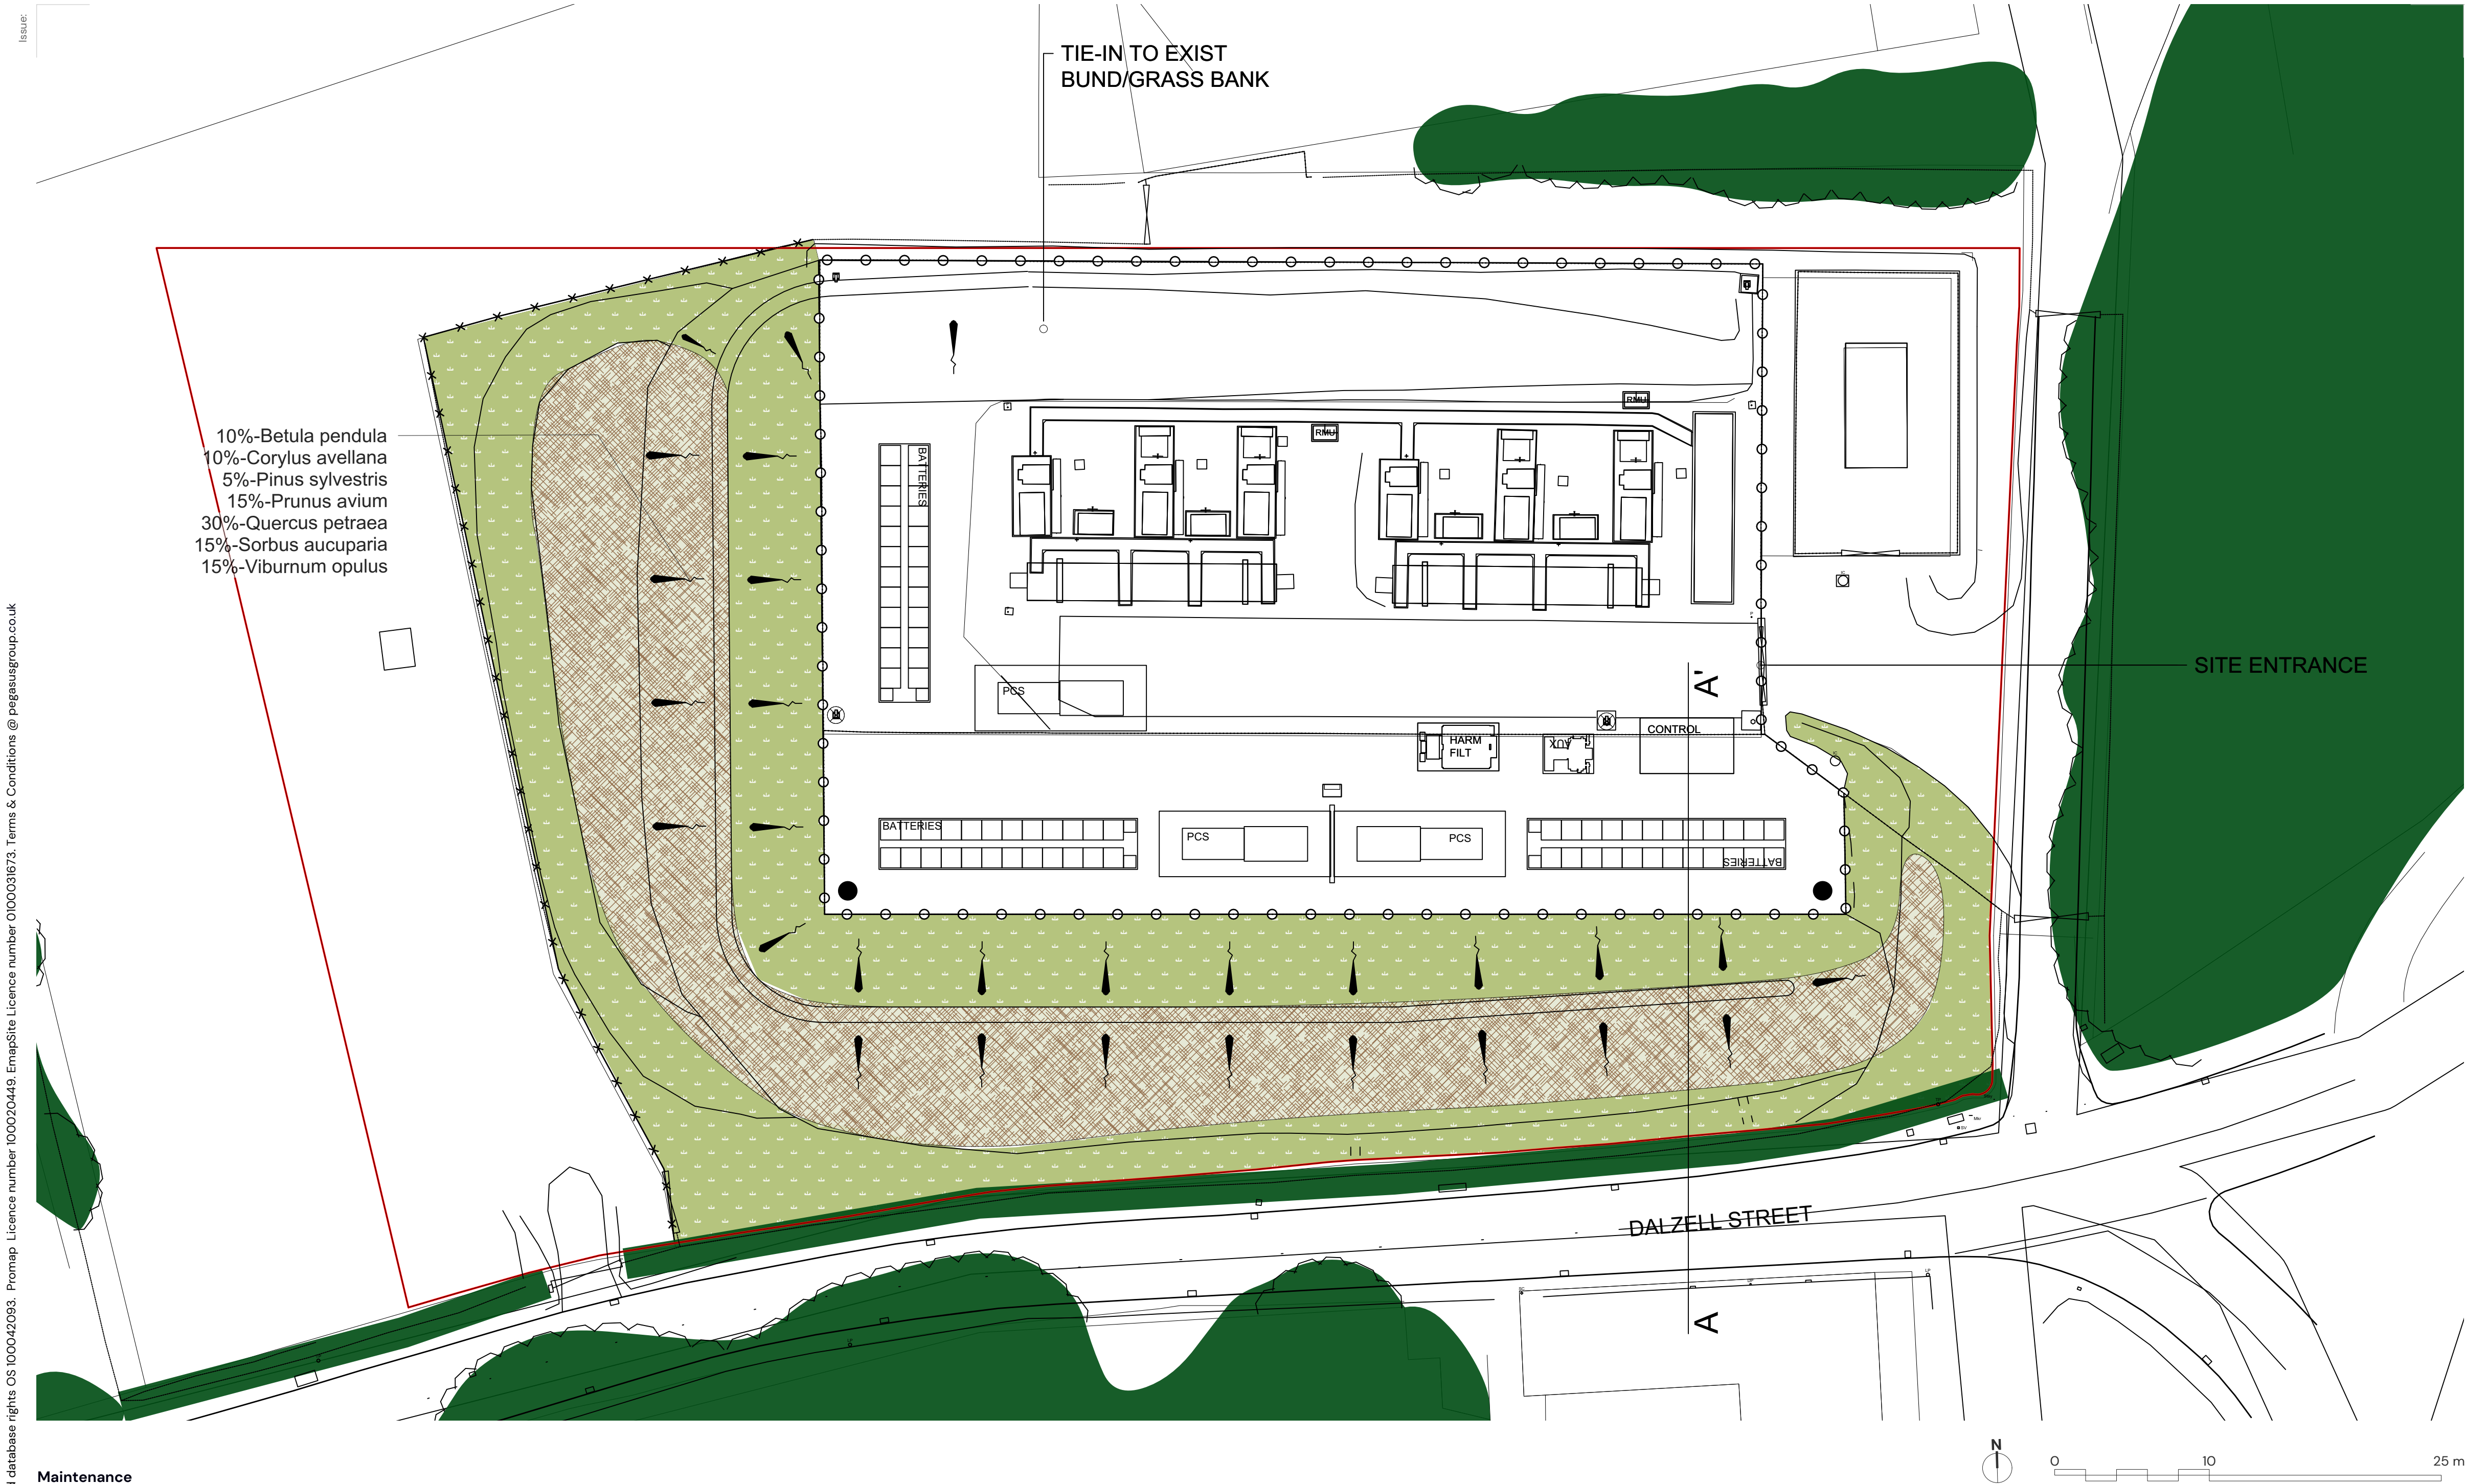 Issue:
TIE-IN TO EXIST
BUND/GRASS BANK
10%-Betula pendula
10%-Corylus avellana
5%-Pinus sylvestris
15%-Prunus avium
30%-Quercus petraea
15%-Sorbus aucuparia
15%-Viburnum opulus
RMU
RMU
BATTERIES
SITE ENTRANCE
PCS
A'
HARM
FILT
AUX
CONTROL
BATTERIES
PCS
PCS
BATTERIES
DALZELL STREET
A
d database rights OS 100042093. Promap Licence number 100020449. EmapSite Licence number 0100031673. Terms & Conditions @ pegasusgroup.co.uk
N
0 10 25 m
Maintenance